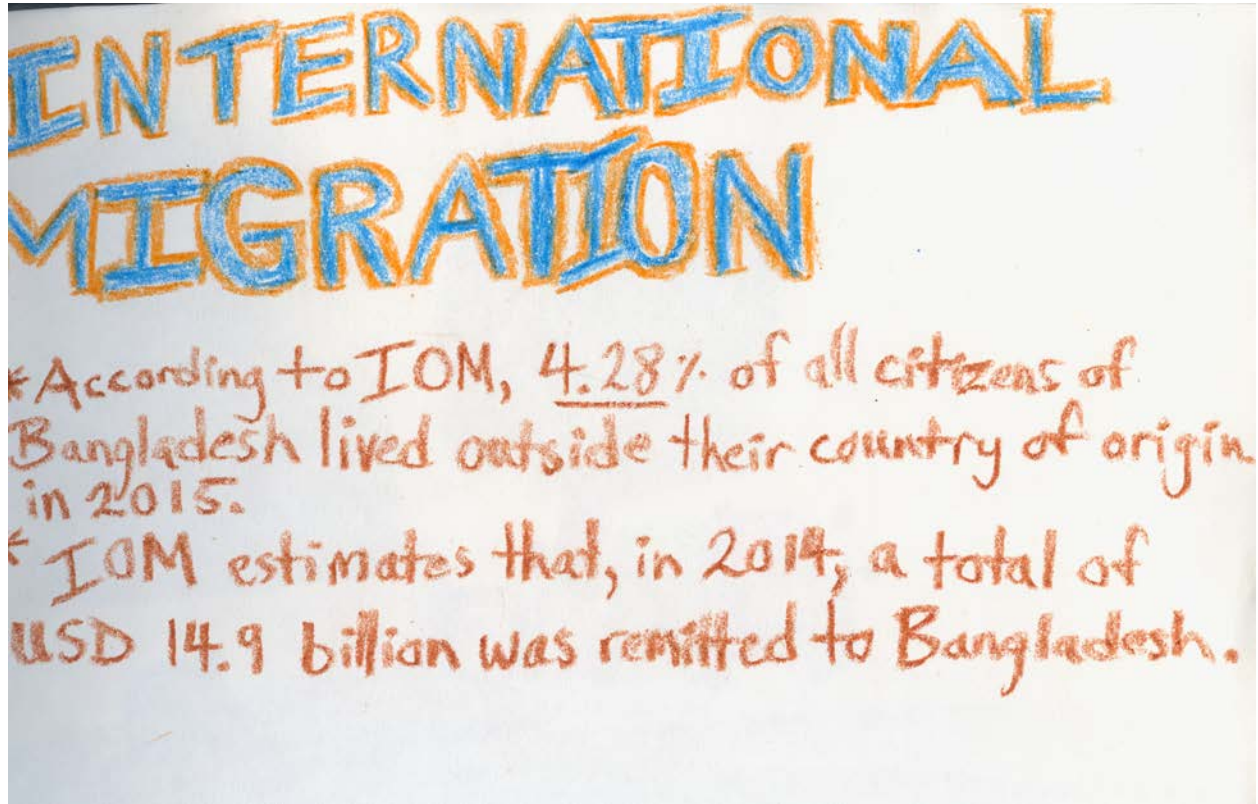 INTERNATIONAL
MIGRATION
* According to IOM, 4.28% of all citizens of
Bangladesh lived outside their country of origin
in 2015.
* IOM estimates that, in 2014, a total of
USD 14.9 billion was remitted to Bangladesh.